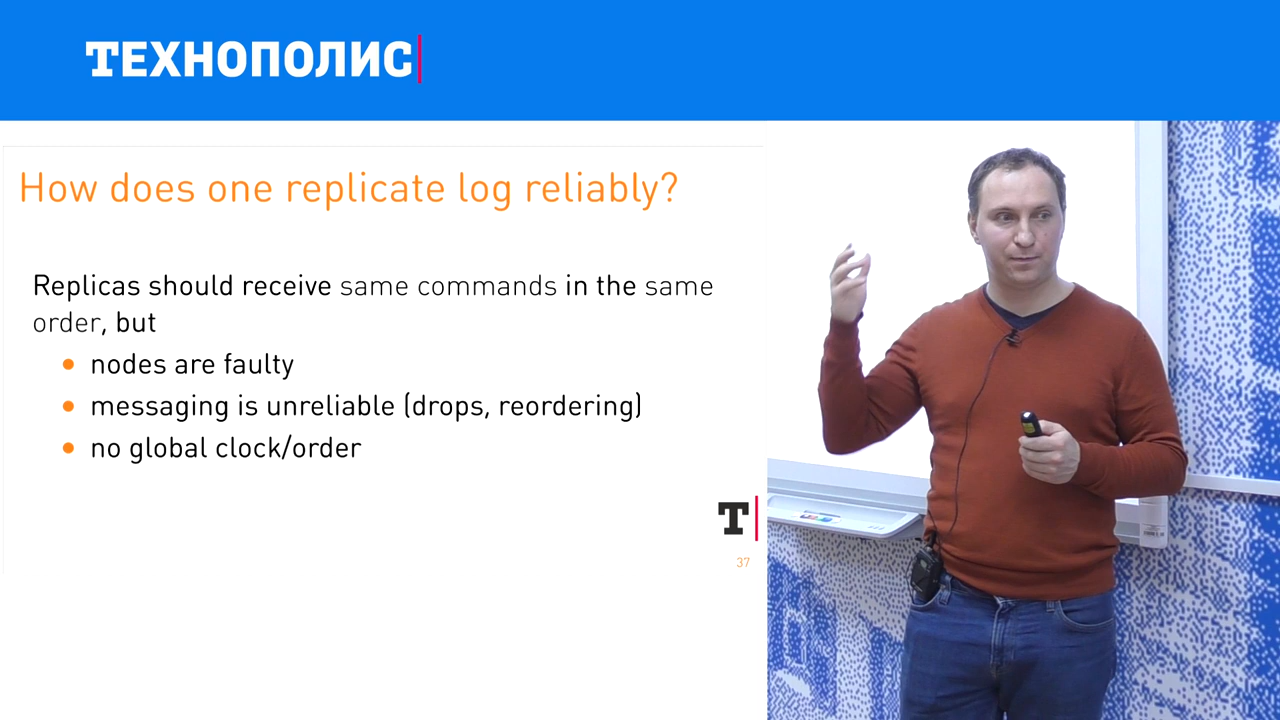 ТЕХНОПОЛИС
How does one replicate log reliably?
Replicas should receive same commands in the same
order, but
nodes are faulty
messaging is unreliable (drops, reordering)
no global clock/order
T
37